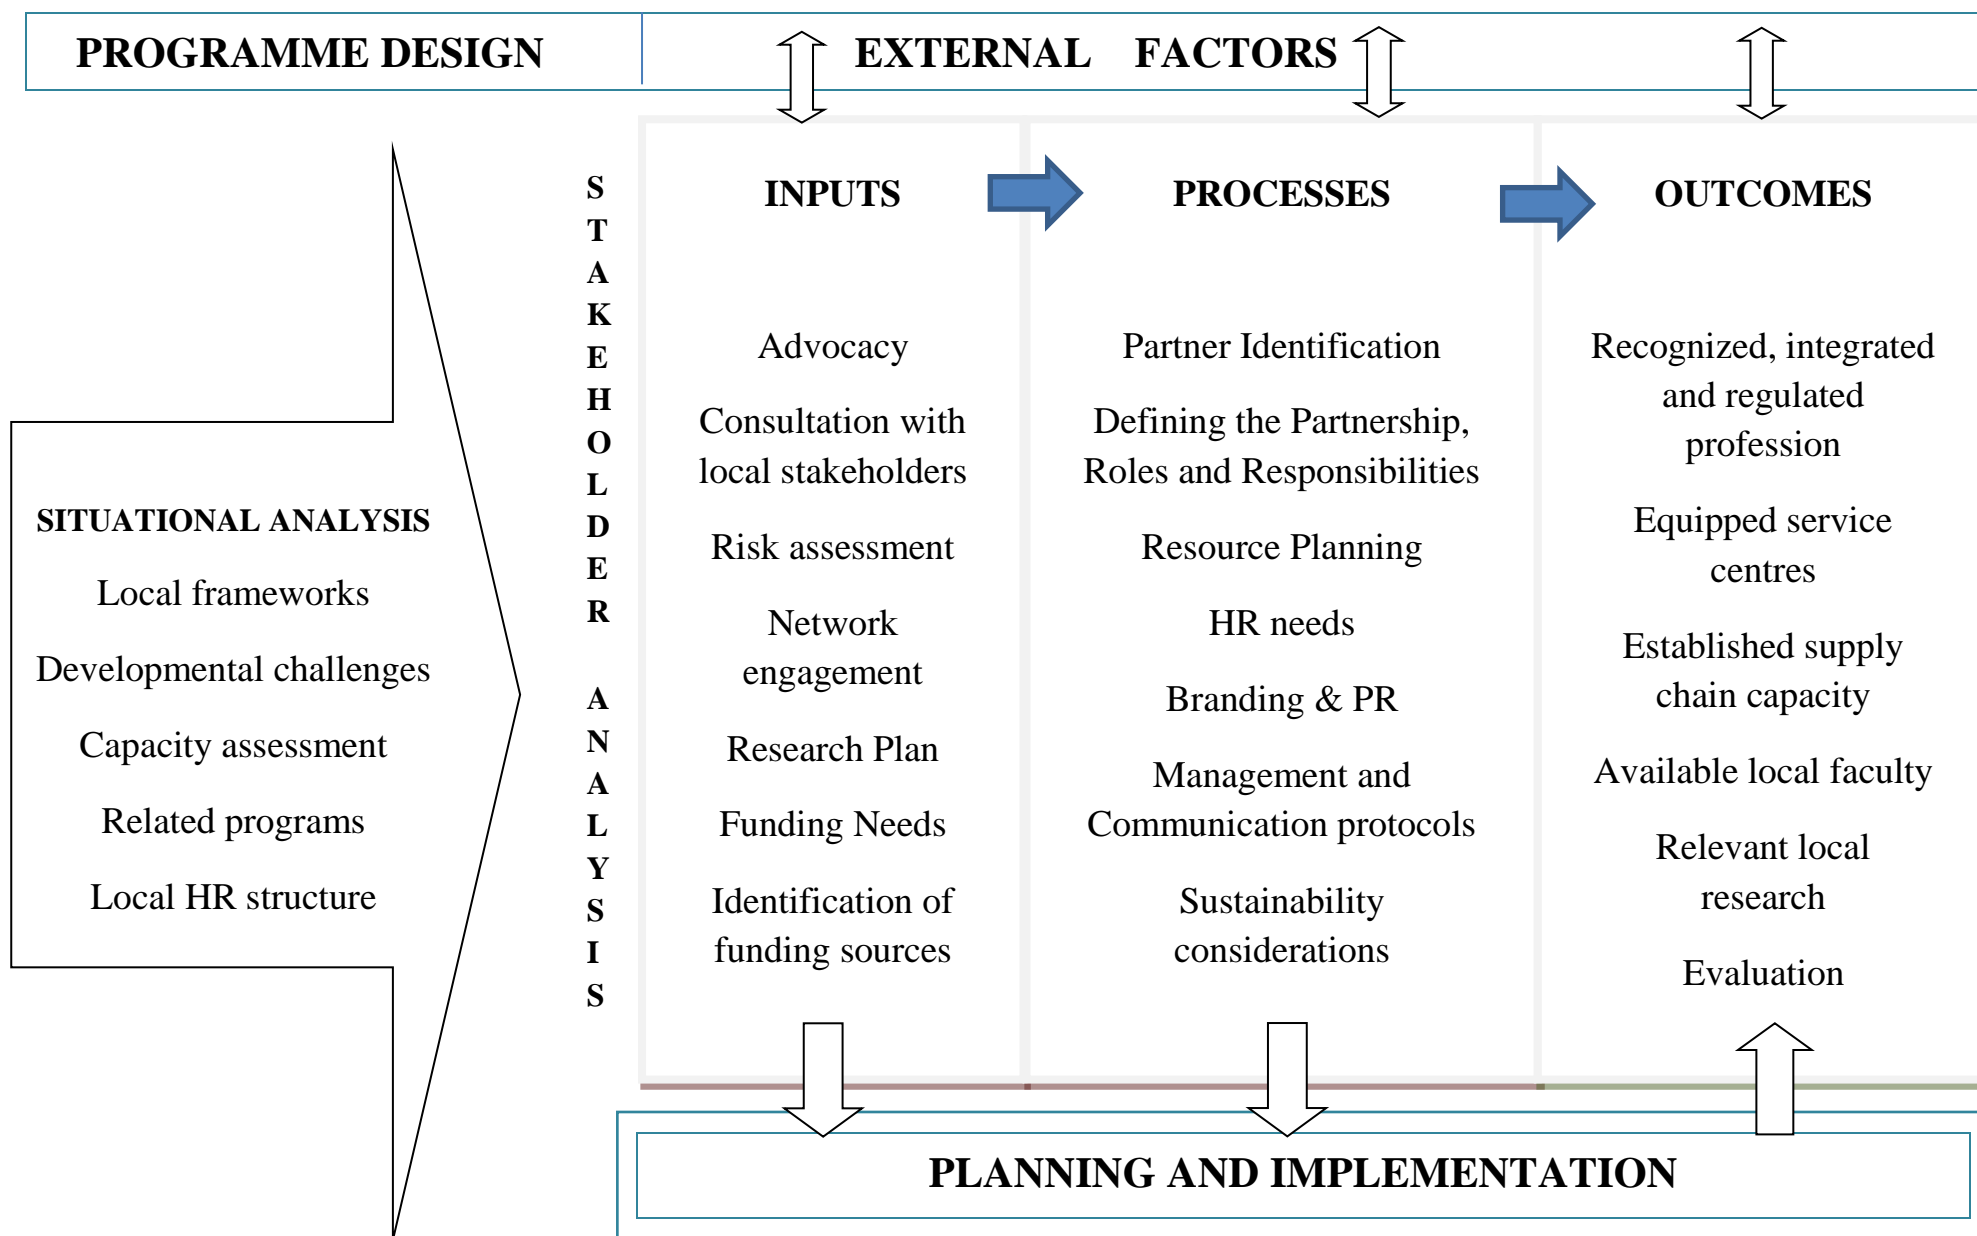 PROGRAMME DESIGN
EXTERNAL FACTORS
SITUATIONAL ANALYSIS
Local frameworks
Developmental challenges
Capacity assessment
Related programs
Local HR structure
STAKEHOLDER ANALYSIS
INPUTS
Advocacy
Consultation with
local stakeholders
Risk assessment
Network
engagement
Research Plan
Funding Needs
Identification of
funding sources
PROCESSES
Partner Identification
Defining the Partnership,
Roles and Responsibilities
Resource Planning
HR needs
Branding & PR
Management and
Communication protocols
Sustainability
considerations
OUTCOMES
Recognized, integrated
and regulated
profession
Equipped service
centres
Established supply
chain capacity
Available local faculty
Relevant local
research
Evaluation
PLANNING AND IMPLEMENTATION